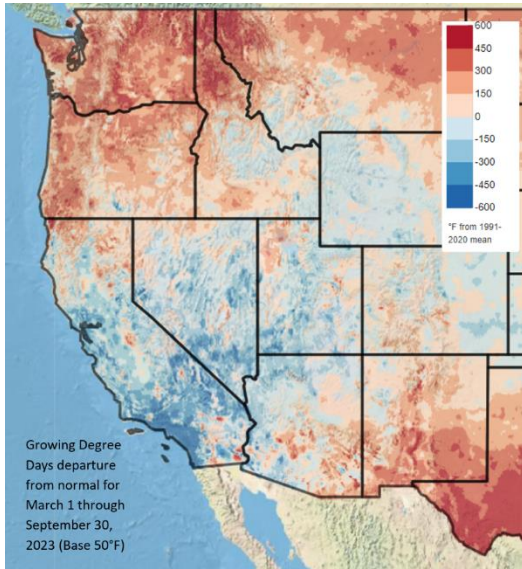 600
450
300
150
0
-150
-300
-450
-600
°F from 1991-
2020 mean
Growing Degree
Days departure
from normal for
March 1 through
September 30,
2023 (Base 50°F)